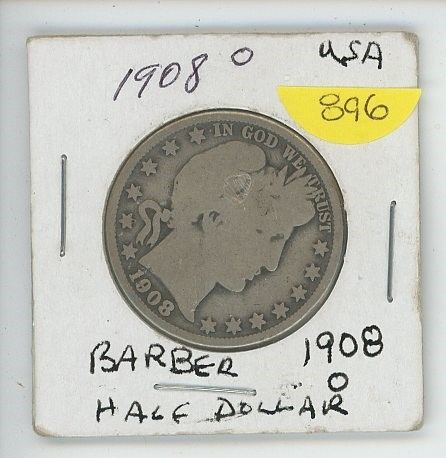 1908 O
USA
896
IN GOD WE TRUST
1908
BARBER
1908
O
HALF DOLLAR